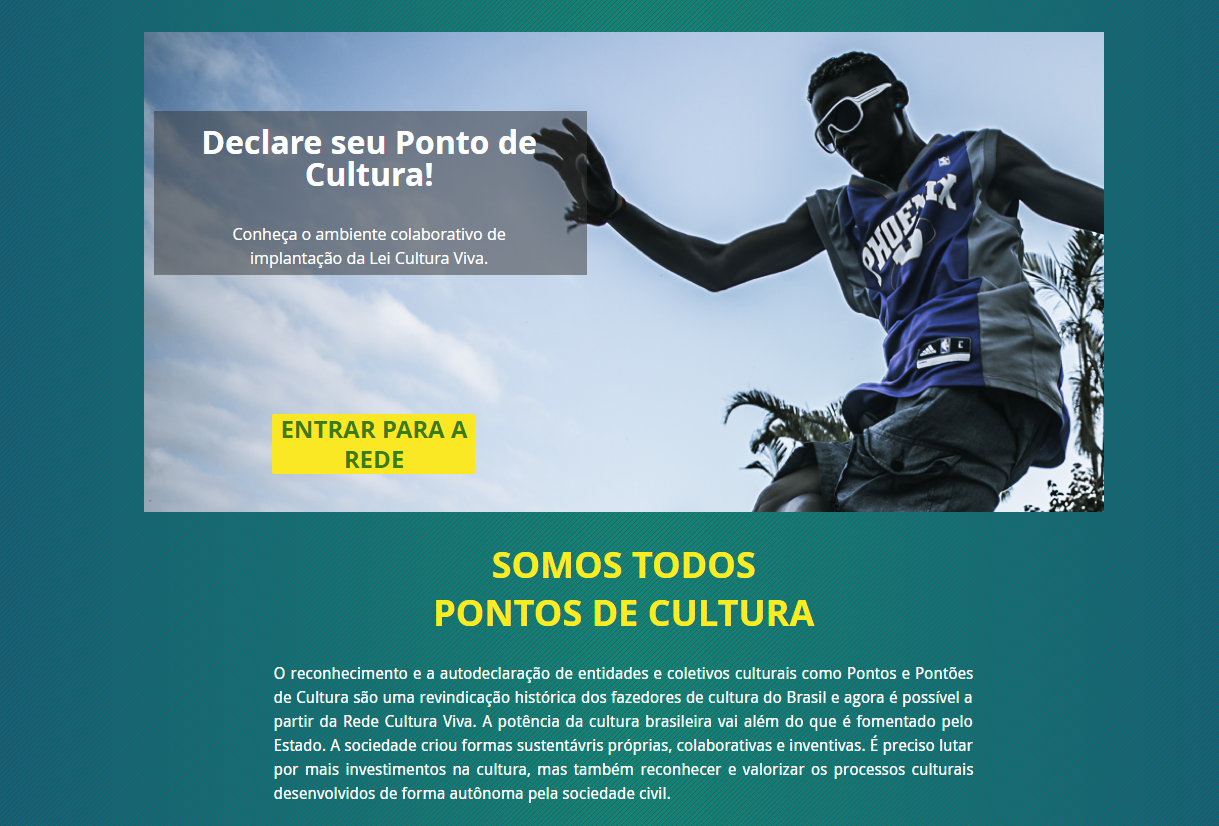 Declare seu Ponto de
Cultura!
Conheça o ambiente colaborativo de
implantação da Lei Cultura Viva.
PHOENIX
ENTRAR PARA A
REDE
SOMOS TODOS
PONTOS DE CULTURA
O reconhecimento e a autodeclaração de entidades e coletivos culturais como Pontos e Pontões
de Cultura são uma revindicação histórica dos fazedores de cultura do Brasil e agora é possível a
partir da Rede Cultura Viva. A potência da cultura brasileira vai além do que é fomentado pelo
Estado. A sociedade criou formas sustentávris próprias, colaborativas e inventivas. É preciso lutar
por mais investimentos na cultura, mas também reconhecer e valorizar os processos culturais
desenvolvidos de forma autônoma pela sociedade civil.